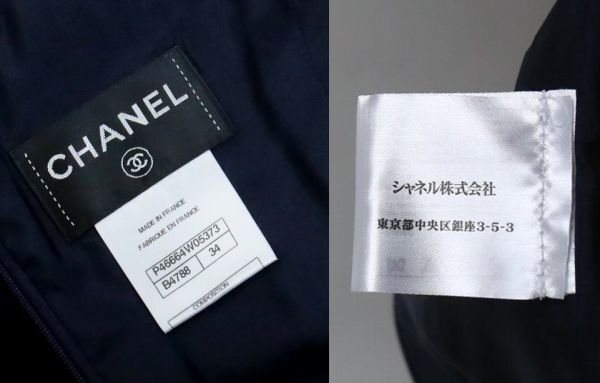 CHANEL
MADE IN FRANCE
FABRIQUE EN FRANCE
P46664W05373
B4788 34
COMPOSITION
シャネル株式会社
東京都中央区銀座3-5-3